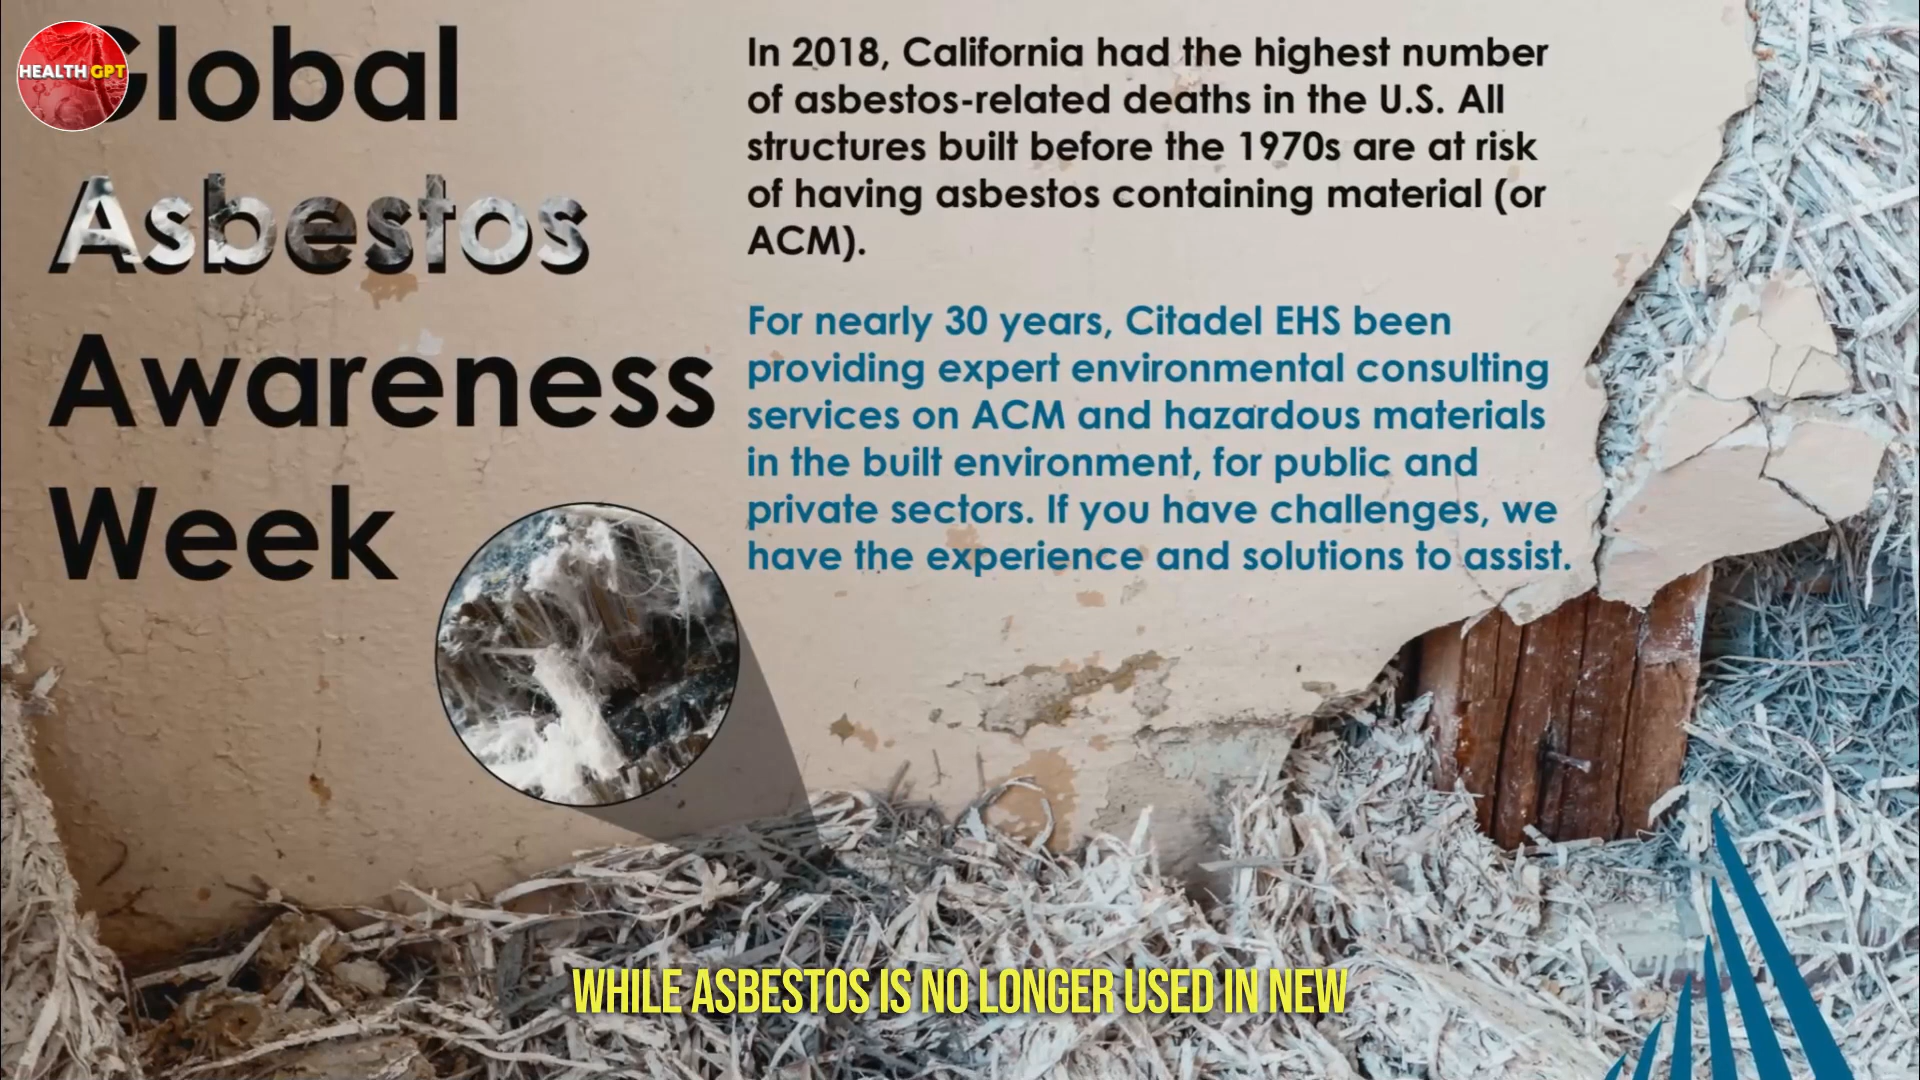 HEALTH GPT
Global
Asbestos
Awareness
Week
In 2018, California had the highest number
of asbestos-related deaths in the U.S. All
structures built before the 1970s are at risk
of having asbestos containing material (or
ACM).
For nearly 30 years, Citadel EHS been
providing expert environmental consulting
services on ACM and hazardous materials
in the built environment, for public and
private sectors. If you have challenges, we
have the experience and solutions to assist.
WHILE ASBESTOS IS NO LONGER USED IN NEW